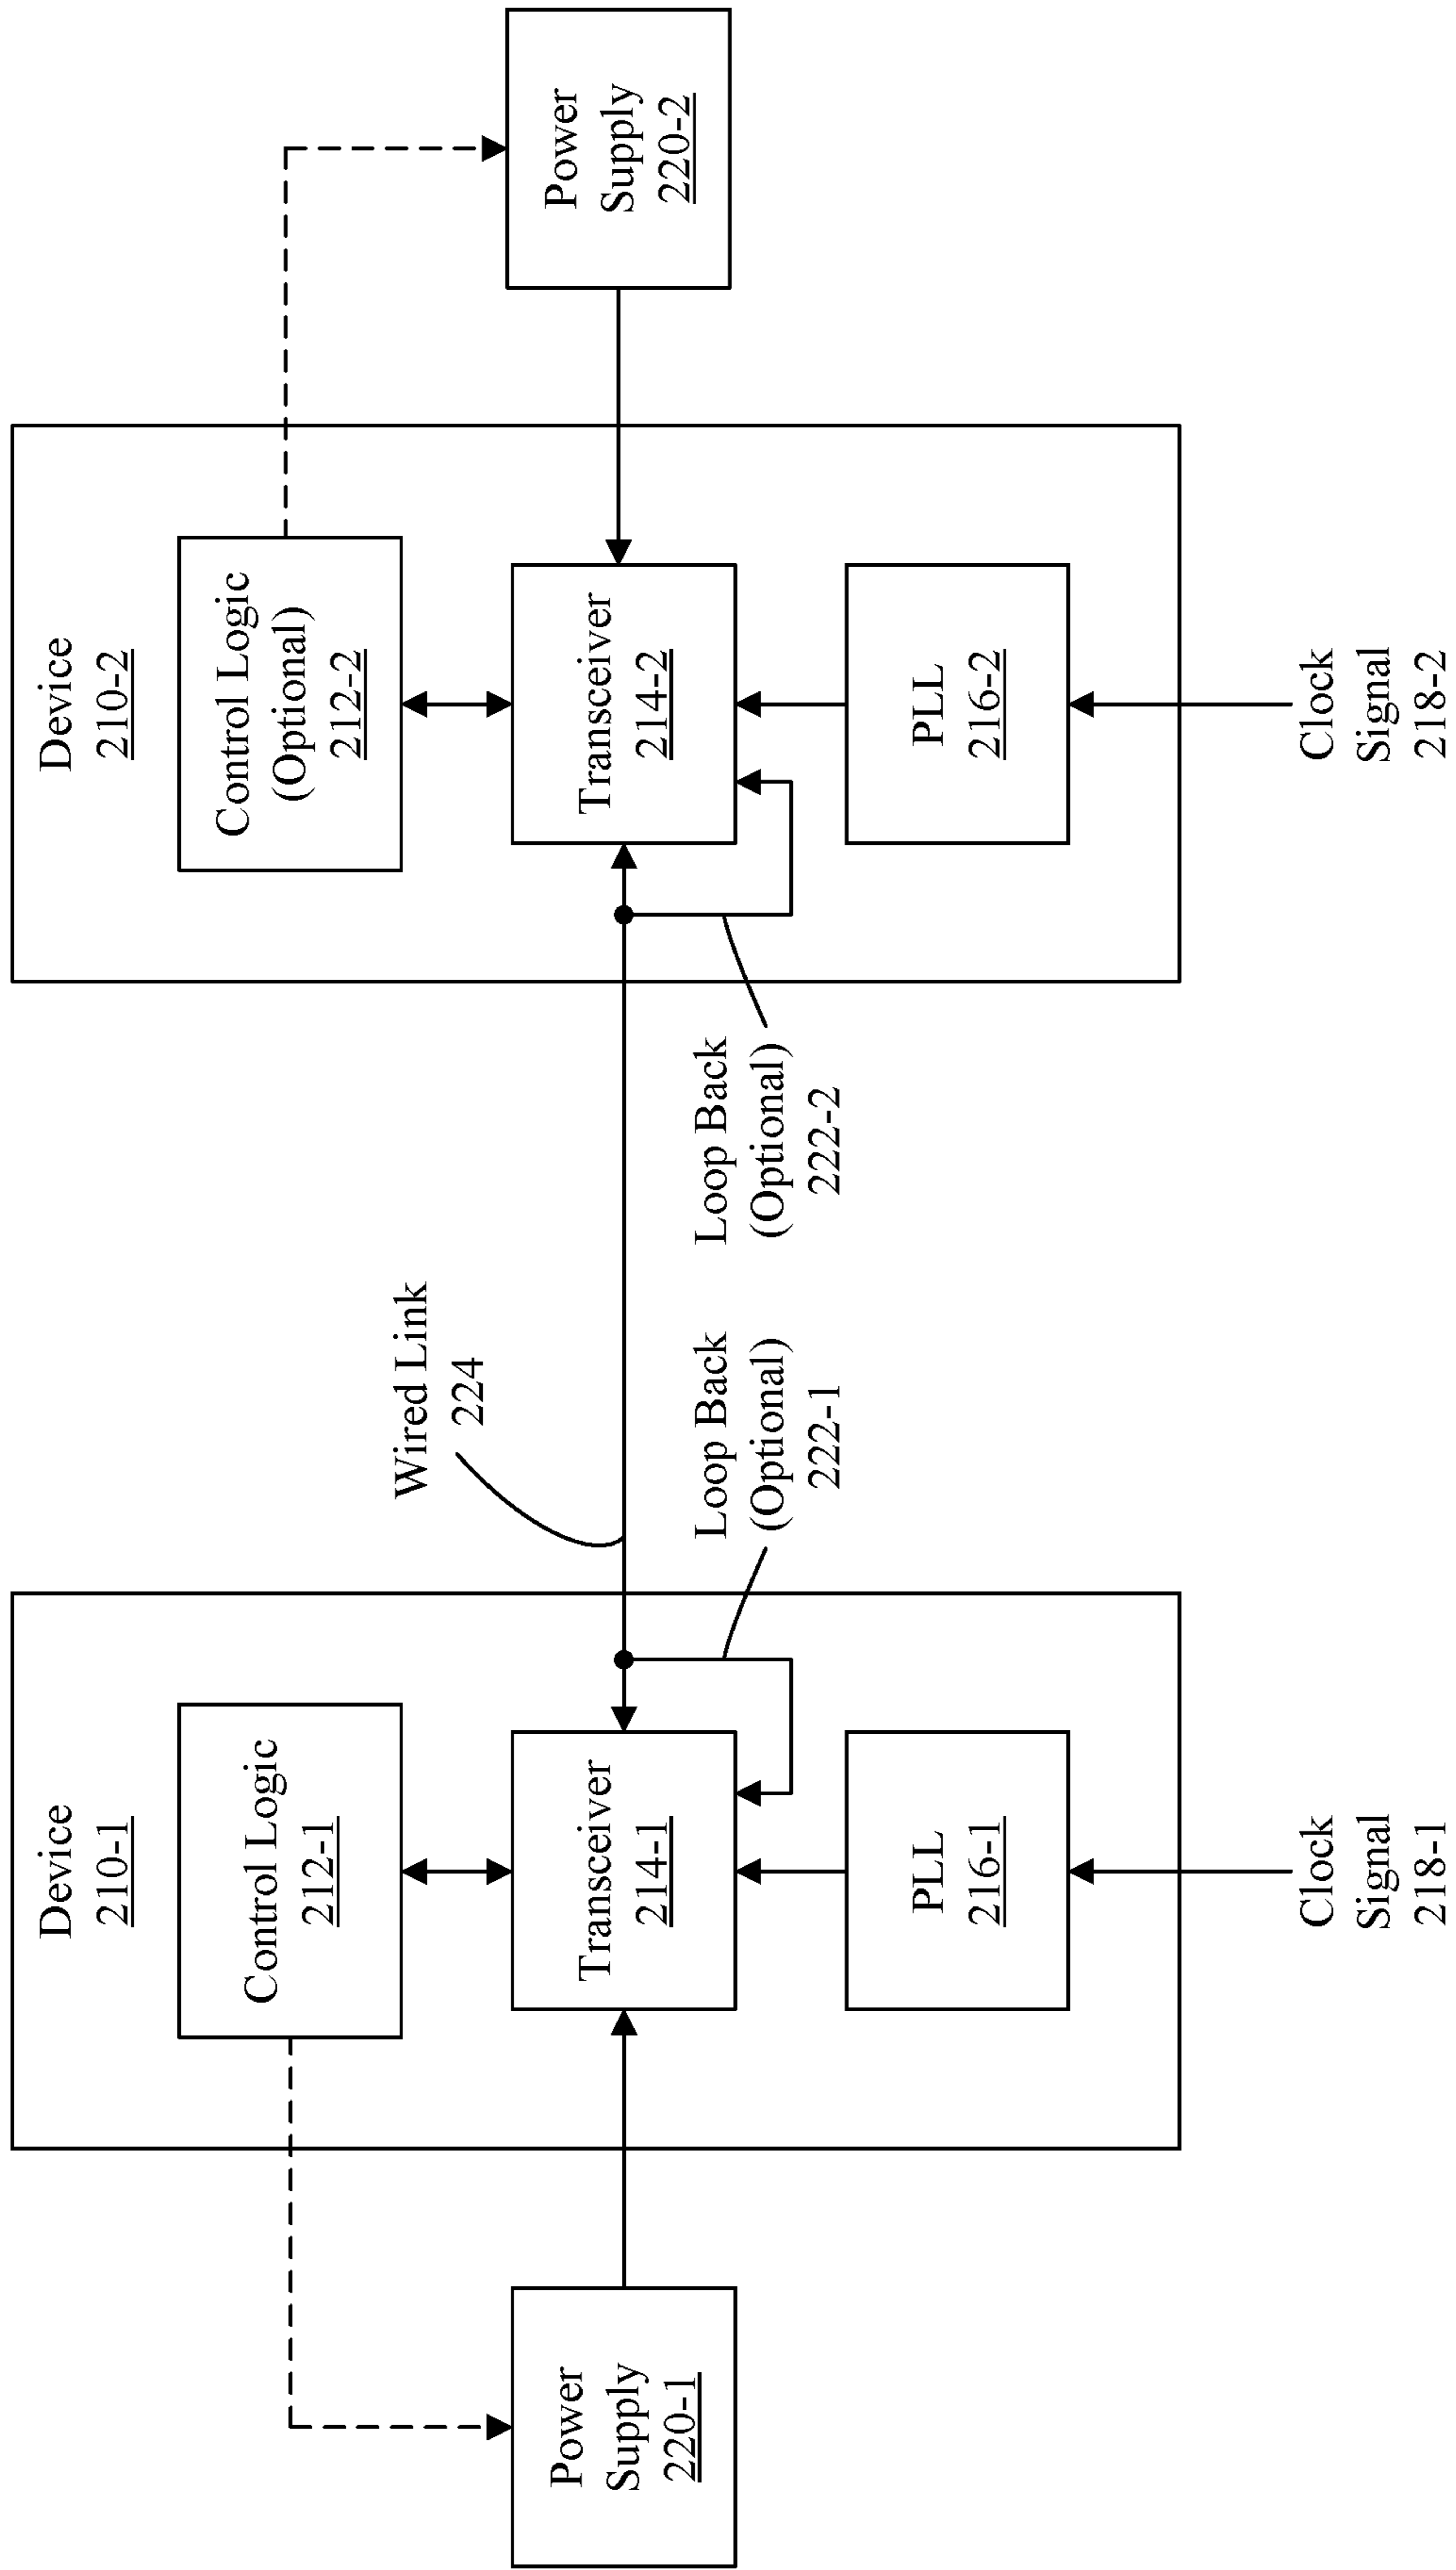 Device
210-1
Control Logic
212-1
Transceiver
214-1
PLL
216-1
Clock
Signal
218-1
Power
Supply
220-1
Wired Link
224
Loop Back
(Optional)
222-1
Loop Back
(Optional)
222-2
Device
210-2
Control Logic
(Optional)
212-2
Transceiver
214-2
PLL
216-2
Clock
Signal
218-2
Power
Supply
220-2